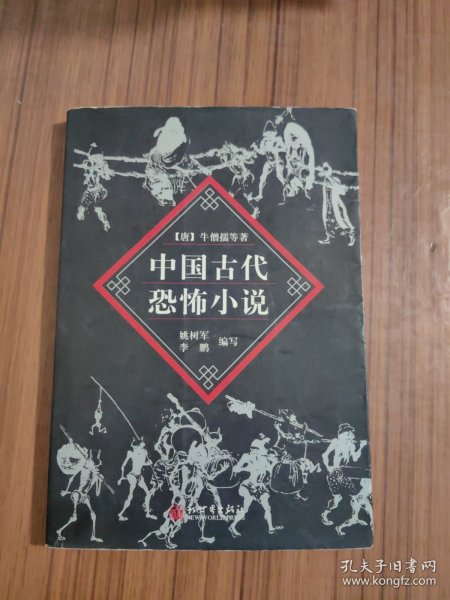 【唐】牛僧孺等著
中国古代
恐怖小说
姚树军
李鹏
编写
新世界出版社
NEW WORLD PRESS
孔夫子旧书网
www.kongfz.com